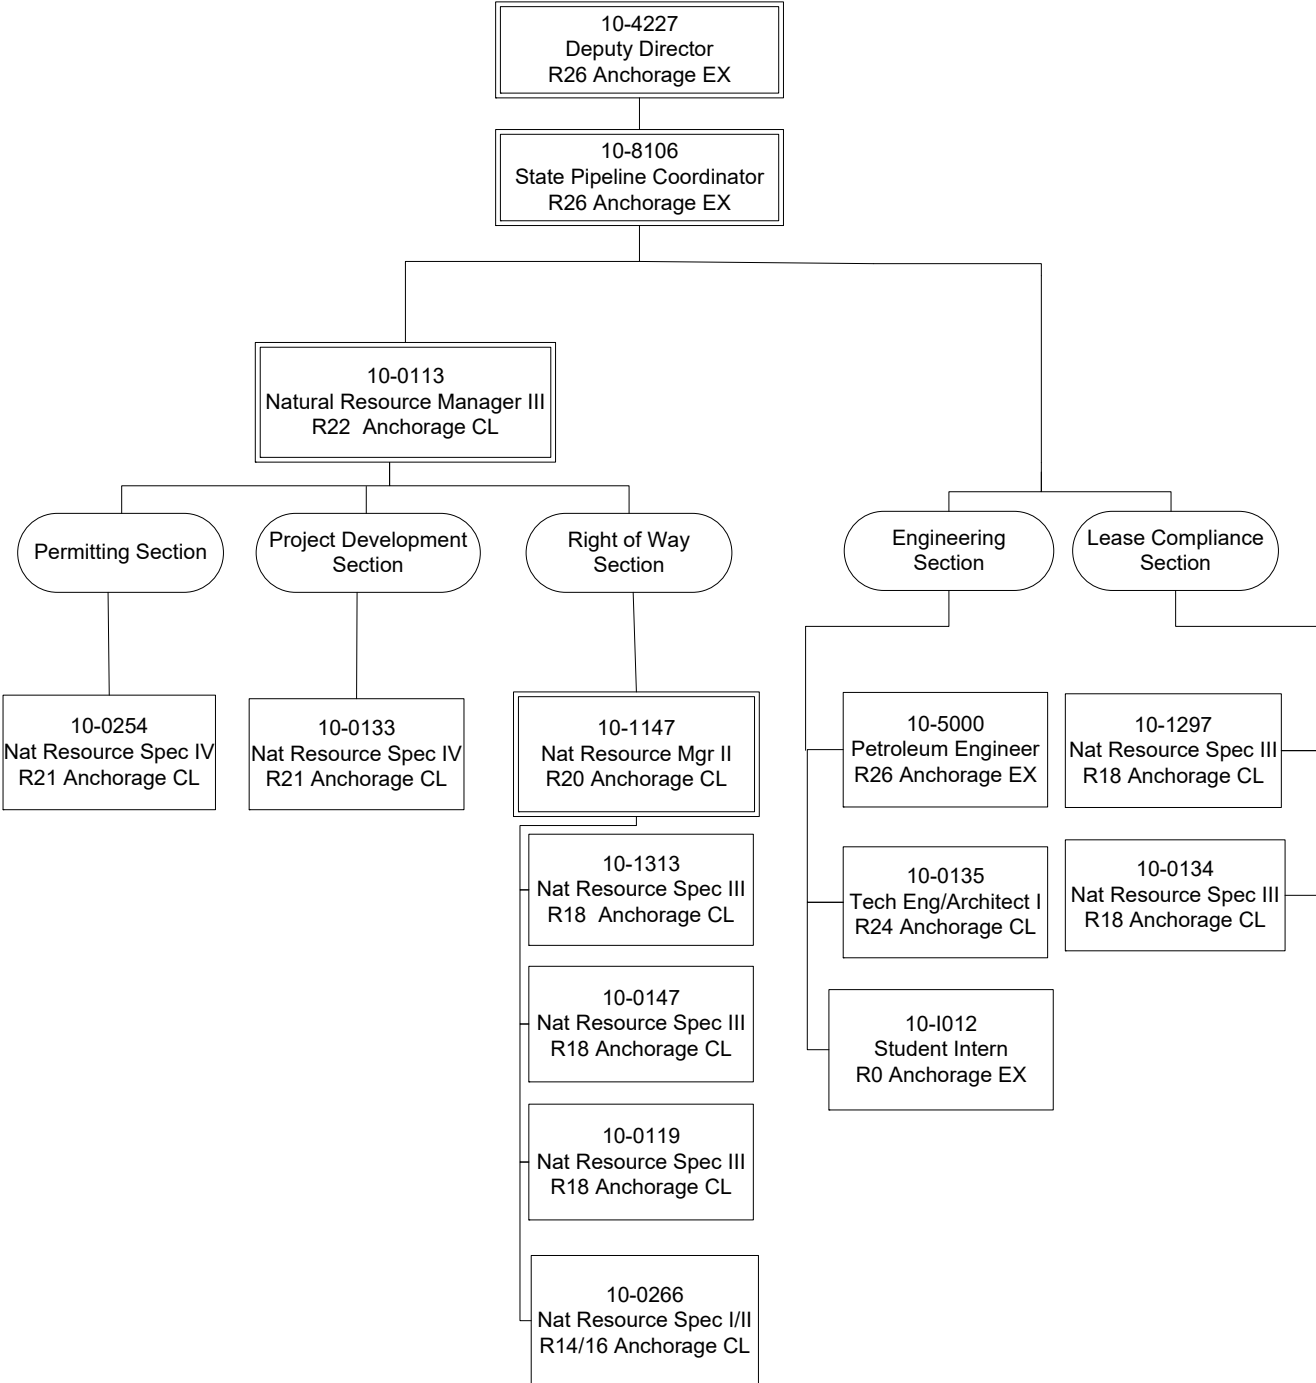 10-4227
Deputy Director
R26 Anchorage EX
10-8106
State Pipeline Coordinator
R26 Anchorage EX
10-0113
Natural Resource Manager III
R22  Anchorage CL
Permitting Section
Project Development
Section
Right of Way
Section
Engineering
Section
Lease Compliance
Section
10-0254
Nat Resource Spec IV
R21 Anchorage CL
10-0133
Nat Resource Spec IV
R21 Anchorage CL
10-1147
Nat Resource Mgr II
R20 Anchorage CL
10-1313
Nat Resource Spec III
R18  Anchorage CL
10-0147
Nat Resource Spec III
R18 Anchorage CL
10-0119
Nat Resource Spec III
R18 Anchorage CL
10-0266
Nat Resource Spec I/II
R14/16 Anchorage CL
10-5000
Petroleum Engineer
R26 Anchorage EX
10-0135
Tech Eng/Architect I
R24 Anchorage CL
10-I012
Student Intern
R0 Anchorage EX
10-1297
Nat Resource Spec III
R18 Anchorage CL
10-0134
Nat Resource Spec III
R18 Anchorage CL